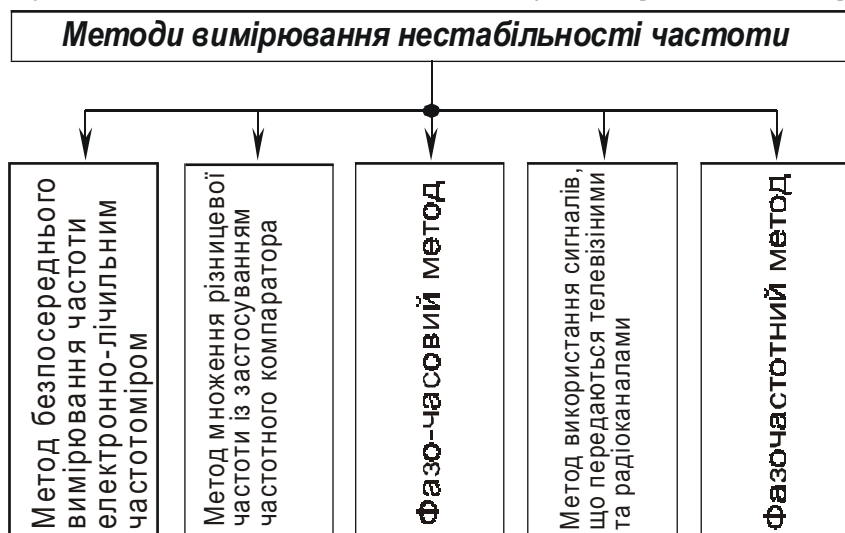 Методи вимірювання нестабільності частоти
Метод безпосереднього
вимірювання частоти
електронно-лічильним
частотоміром
Метод множення різницевої
частоти із застосуванням
частотного компаратора
Фазо-часовий метод
Метод використання сигналів,
що передаються телевізіними
та радіоканалами
Фазочастотний метод